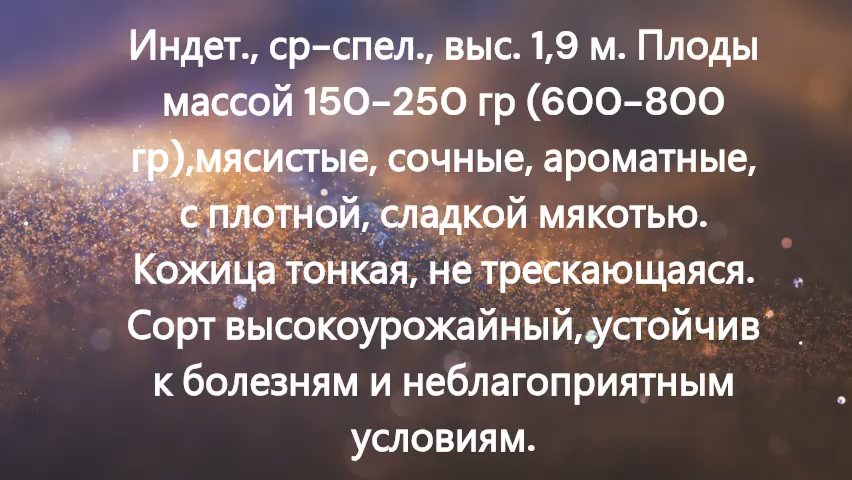 Индет., ср-спел., выс. 1,9 м. Плоды
массой 150-250 гр (600-800
гр),мясистые, сочные, ароматные,
с плотной, сладкой мякотью.
Кожица тонкая, не трескающаяся.
Сорт высокоурожайный, устойчив
к болезням и неблагоприятным
условиям.